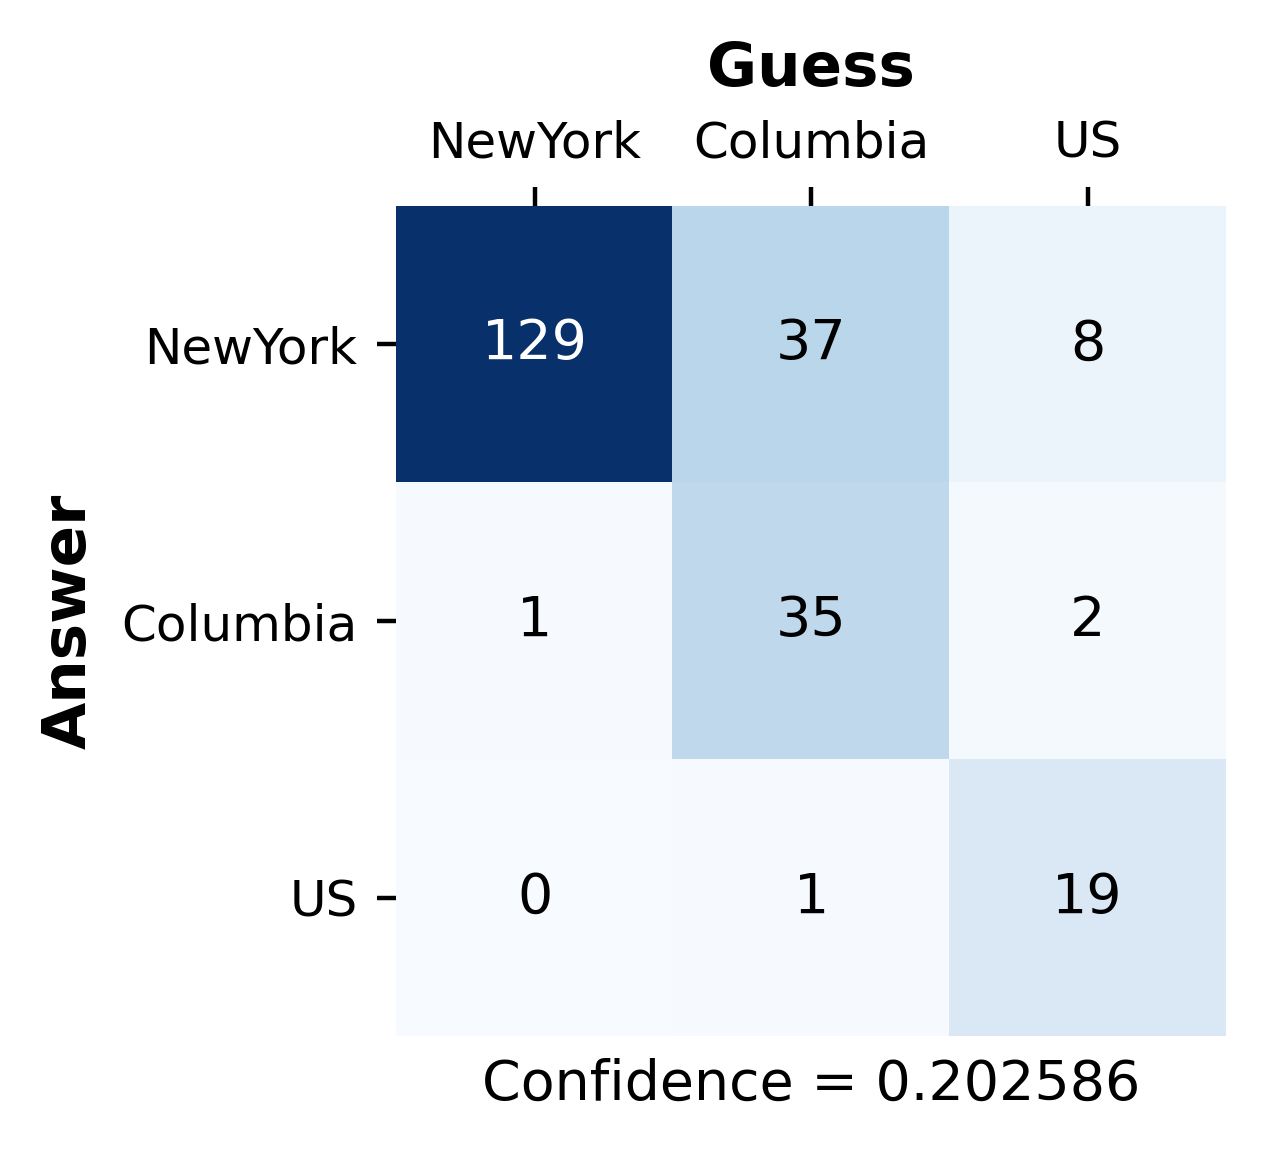 Guess
NewYork Columbia US
NewYork 129 37 8
Answer
Columbia 1 35 2
US 0 1 19
Confidence = 0.202586